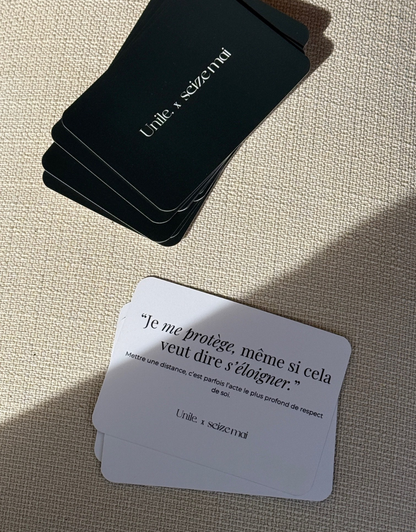 Unile. x seize mai
“Je me protège, même si cela
veut dire s’éloigner.”
Mettre une distance, c'est parfois l'acte le plus profond de respect
de soi.
Unile. x seize mai